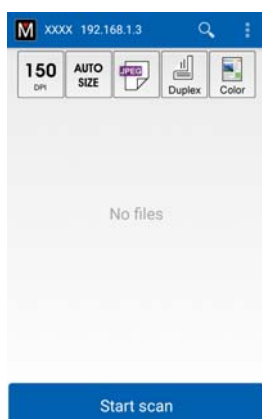 M XXXX 192.168.1.3
150 DPI AUTO SIZE JPEG Duplex Color
No files
Start scan